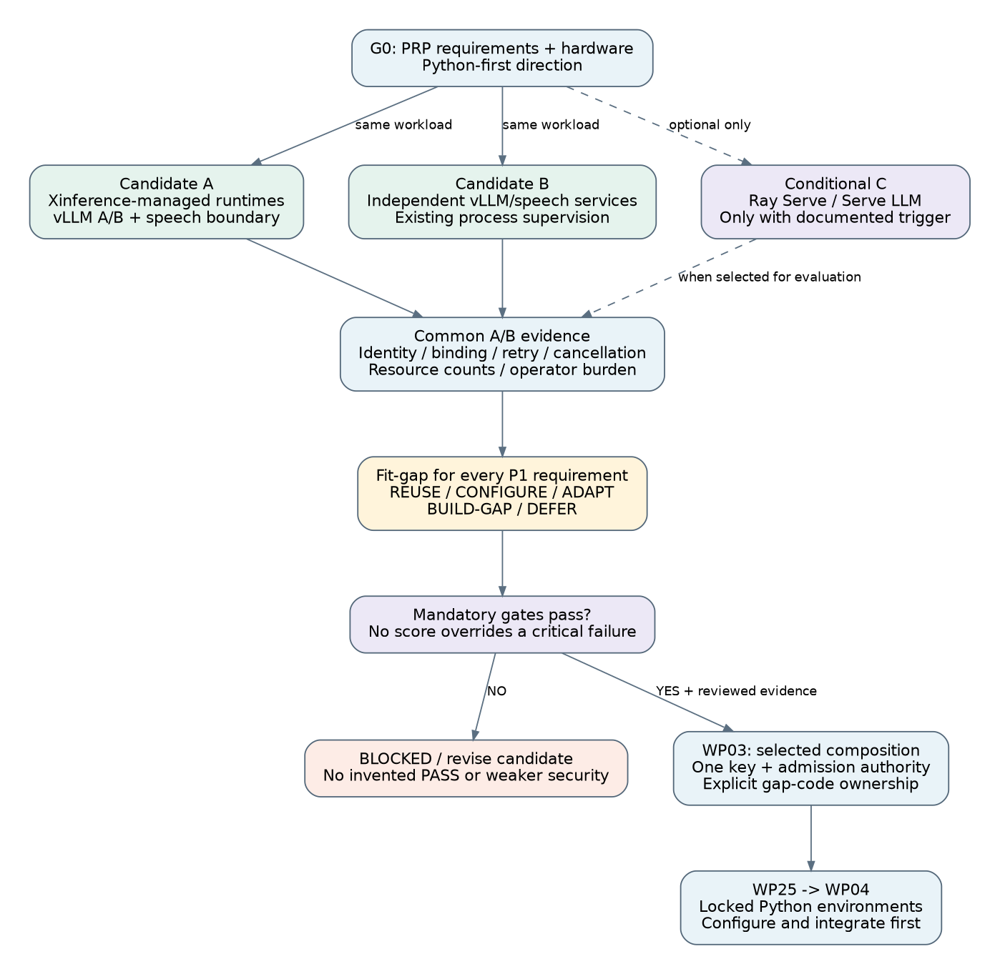 G0: PRP requirements + hardware
Python-first direction
same workload
same workload
optional only
Candidate A
Xinference-managed runtimes
vLLM A/B + speech boundary
Candidate B
Independent vLLM/speech services
Existing process supervision
Conditional C
Ray Serve / Serve LLM
Only with documented trigger
when selected for evaluation
Common A/B evidence
Identity / binding / retry / cancellation
Resource counts / operator burden
Fit-gap for every P1 requirement
REUSE / CONFIGURE / ADAPT
BUILD-GAP / DEFER
Mandatory gates pass?
No score overrides a critical failure
NO
YES + reviewed evidence
BLOCKED / revise candidate
No invented PASS or weaker security
WP03: selected composition
One key + admission authority
Explicit gap-code ownership
WP25 -> WP04
Locked Python environments
Configure and integrate first